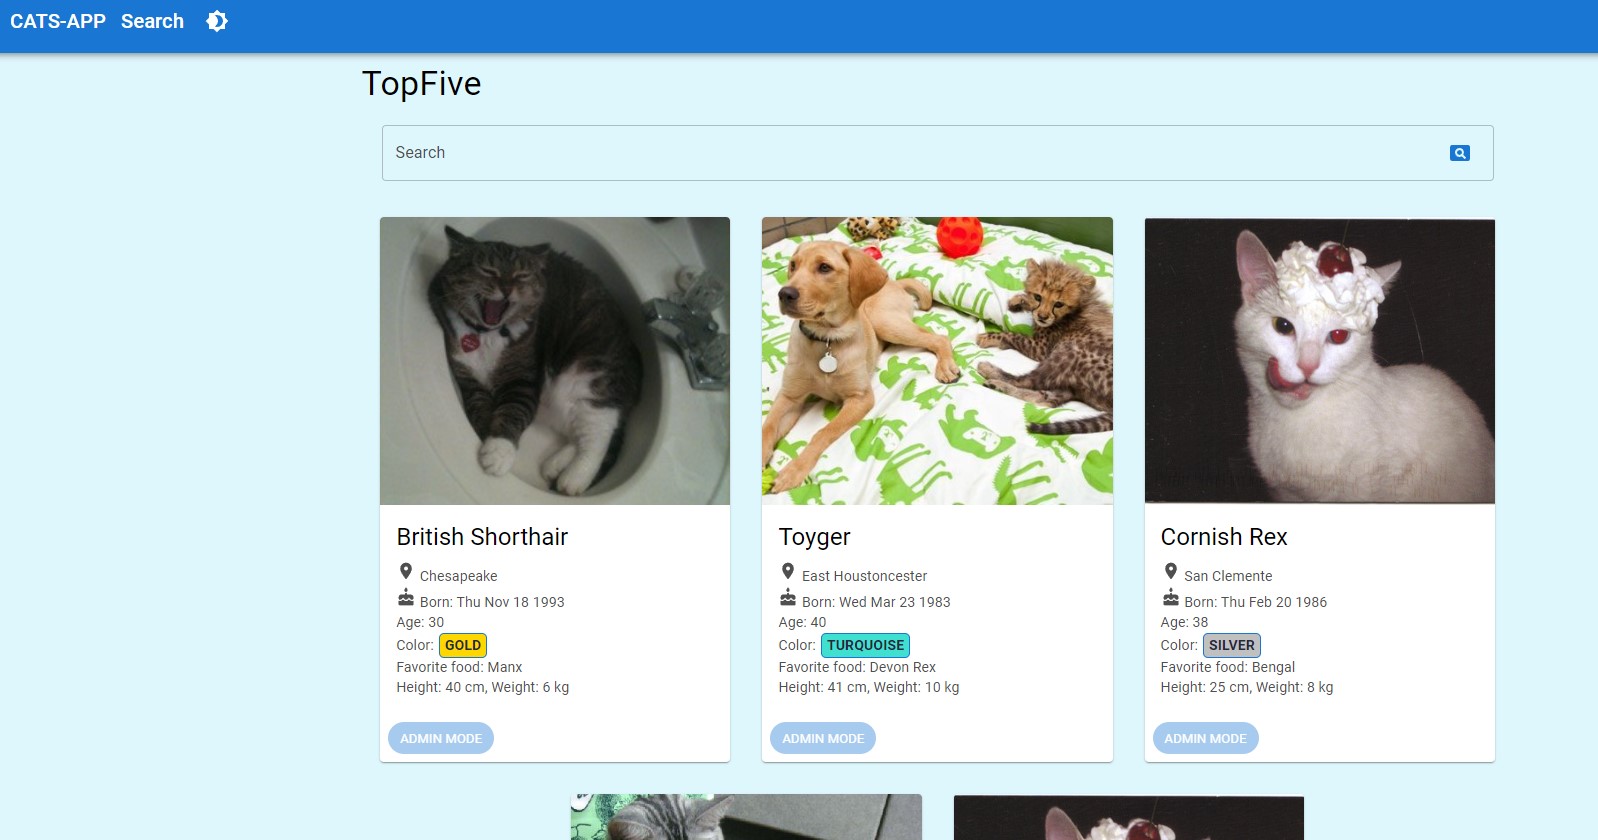 CATS-APP Search
TopFive
Search
British Shorthair
Chesapeake
Born: Thu Nov 18 1993
Age: 30
Color: GOLD
Favorite food: Manx
Height: 40 cm, Weight: 6 kg
ADMIN MODE
Toyger
East Houstoncester
Born: Wed Mar 23 1983
Age: 40
Color: TURQUOISE
Favorite food: Devon Rex
Height: 41 cm, Weight: 10 kg
ADMIN MODE
Cornish Rex
San Clemente
Born: Thu Feb 20 1986
Age: 38
Color: SILVER
Favorite food: Bengal
Height: 25 cm, Weight: 8 kg
ADMIN MODE